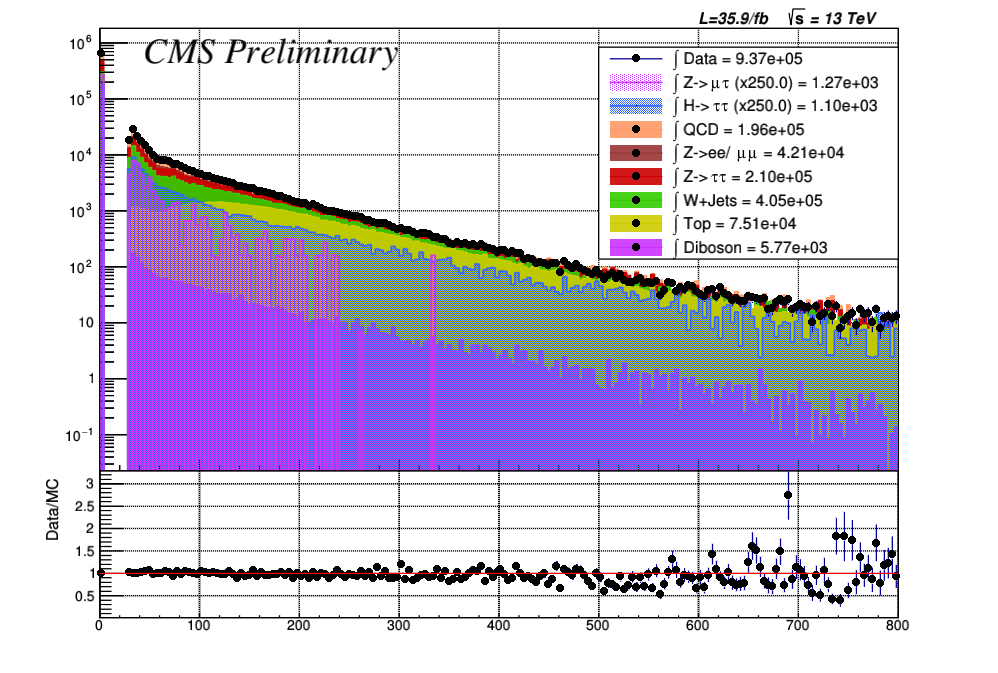 L=35.9/fb √s = 13 TeV
CMS Preliminary
∫ Data = 9.37e+05
∫ Z->μτ (x250.0) = 1.27e+03
∫ H->ττ (x250.0) = 1.10e+03
∫ QCD = 1.96e+05
∫ Z->ee/ μμ = 4.21e+04
∫ Z->ττ = 2.10e+05
∫ W+Jets = 4.05e+05
∫ Top = 7.51e+04
∫ Diboson = 5.77e+03
10⁶
10⁵
10⁴
10³
10²
10
1
10⁻¹
Data/MC
3
2.5
2
1.5
1
0.5
0 100 200 300 400 500 600 700 800